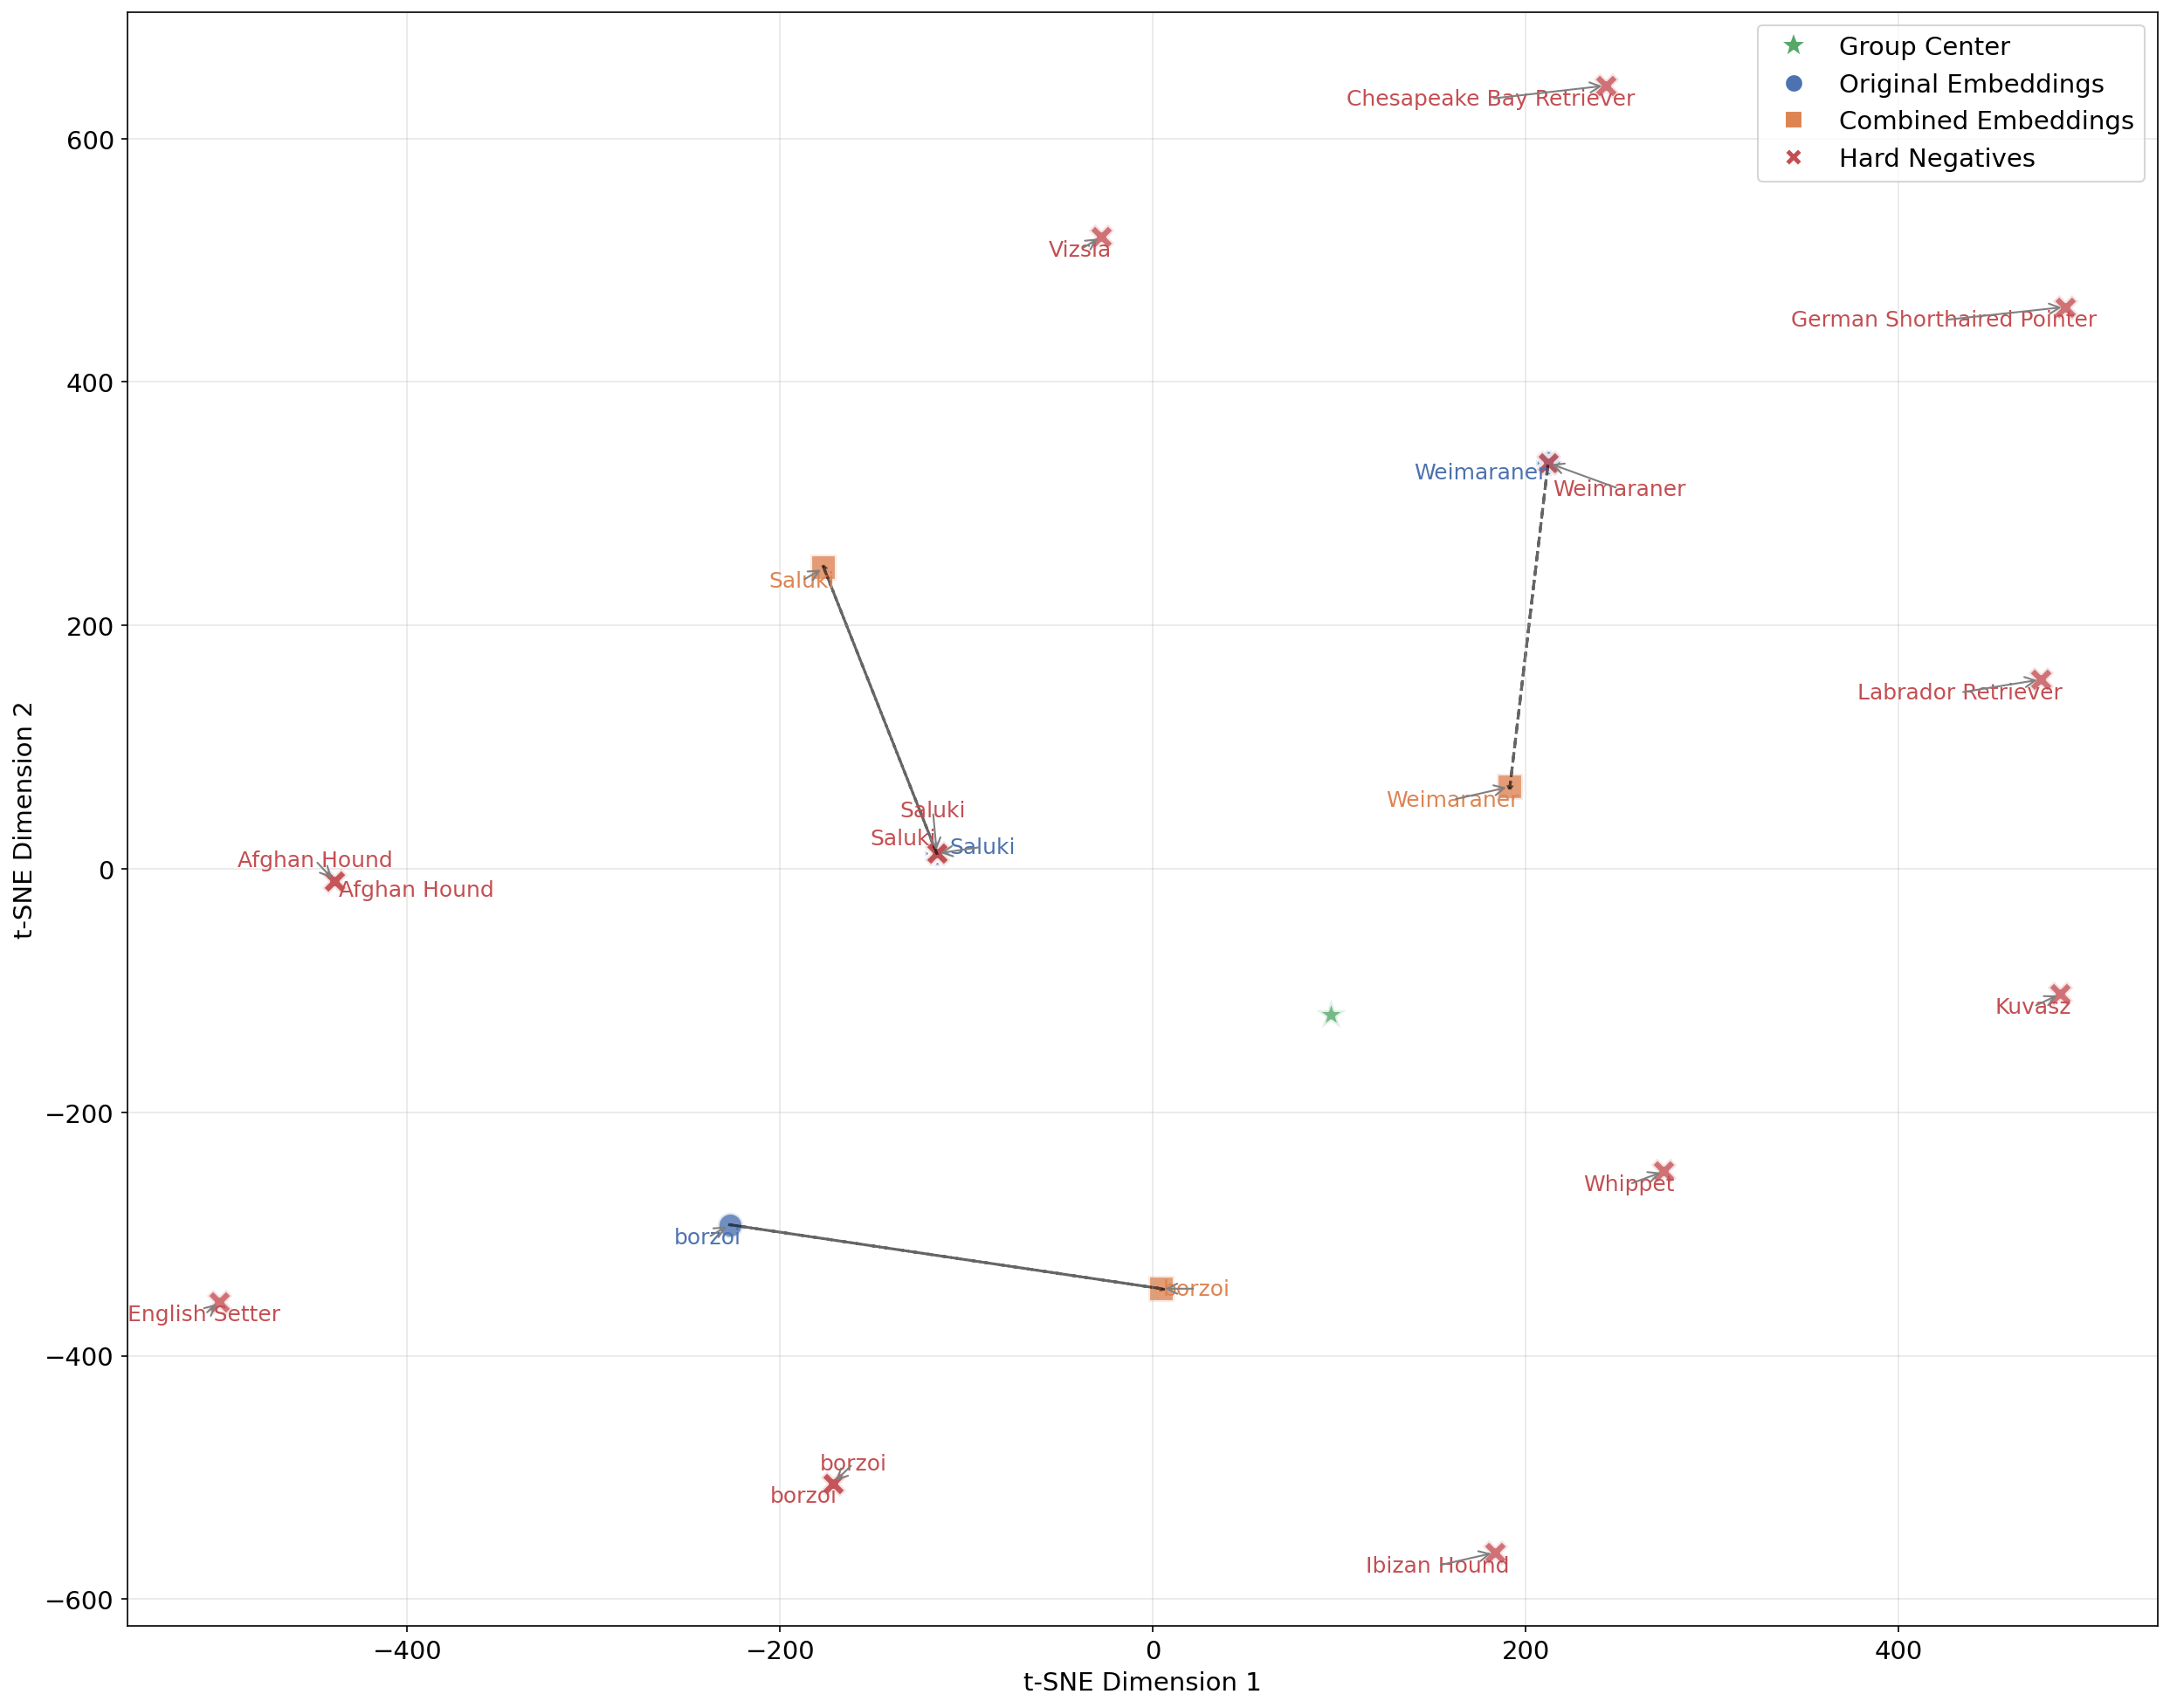 Group Center
Original Embeddings
Combined Embeddings
Hard Negatives
Chesapeake Bay Retriever
Vizsla
German Shorthaired Pointer
Weimaraner
Weimaraner
Saluki
Labrador Retriever
Weimaraner
Saluki
Saluki
Saluki
Afghan Hound
Afghan Hound
Kuvasz
Whippet
borzoi
borzoi
English Setter
borzoi
borzoi
Ibizan Hound
600
400
200
0
−200
−400
−600
−400
−200
0
200
400
t-SNE Dimension 1
t-SNE Dimension 2